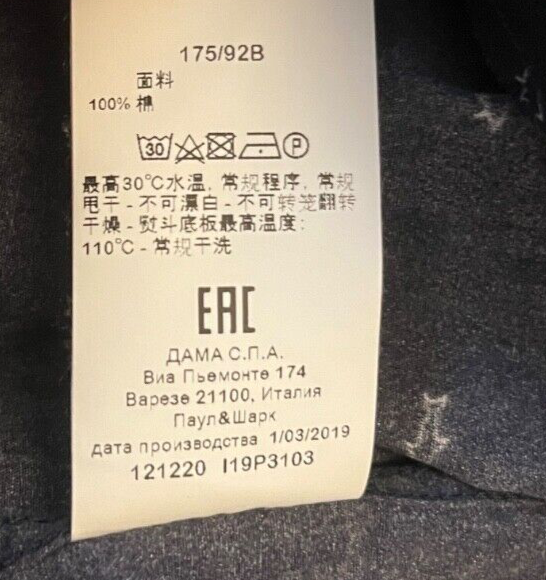 175/92B
面料
100% 棉
30 P
最高30°C水温, 常规程序, 常规
甩干 - 不可漂白 - 不可转笼翻转
干燥 - 熨斗底板最高温度:
110°C - 常规干洗
EAC
ДАМА С.П.А.
Виа Пьемонте 174
Варезе 21100, Италия
Паул&Шарк
дата производства 1/03/2019
121220 I19P3103